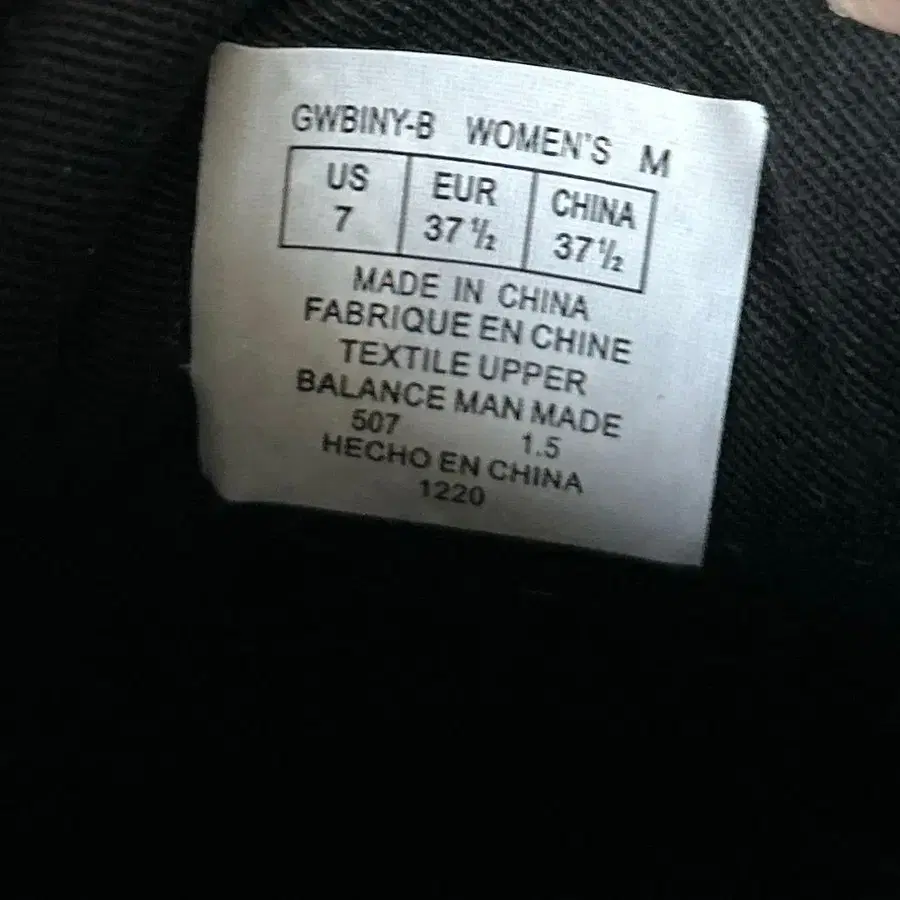 GWBINY-B WOMEN'S M
US EUR CHINA
7 37 ½ 37 ½
MADE IN CHINA
FABRIQUE EN CHINE
TEXTILE UPPER
BALANCE MAN MADE
507 1.5
HECHO EN CHINA
1220